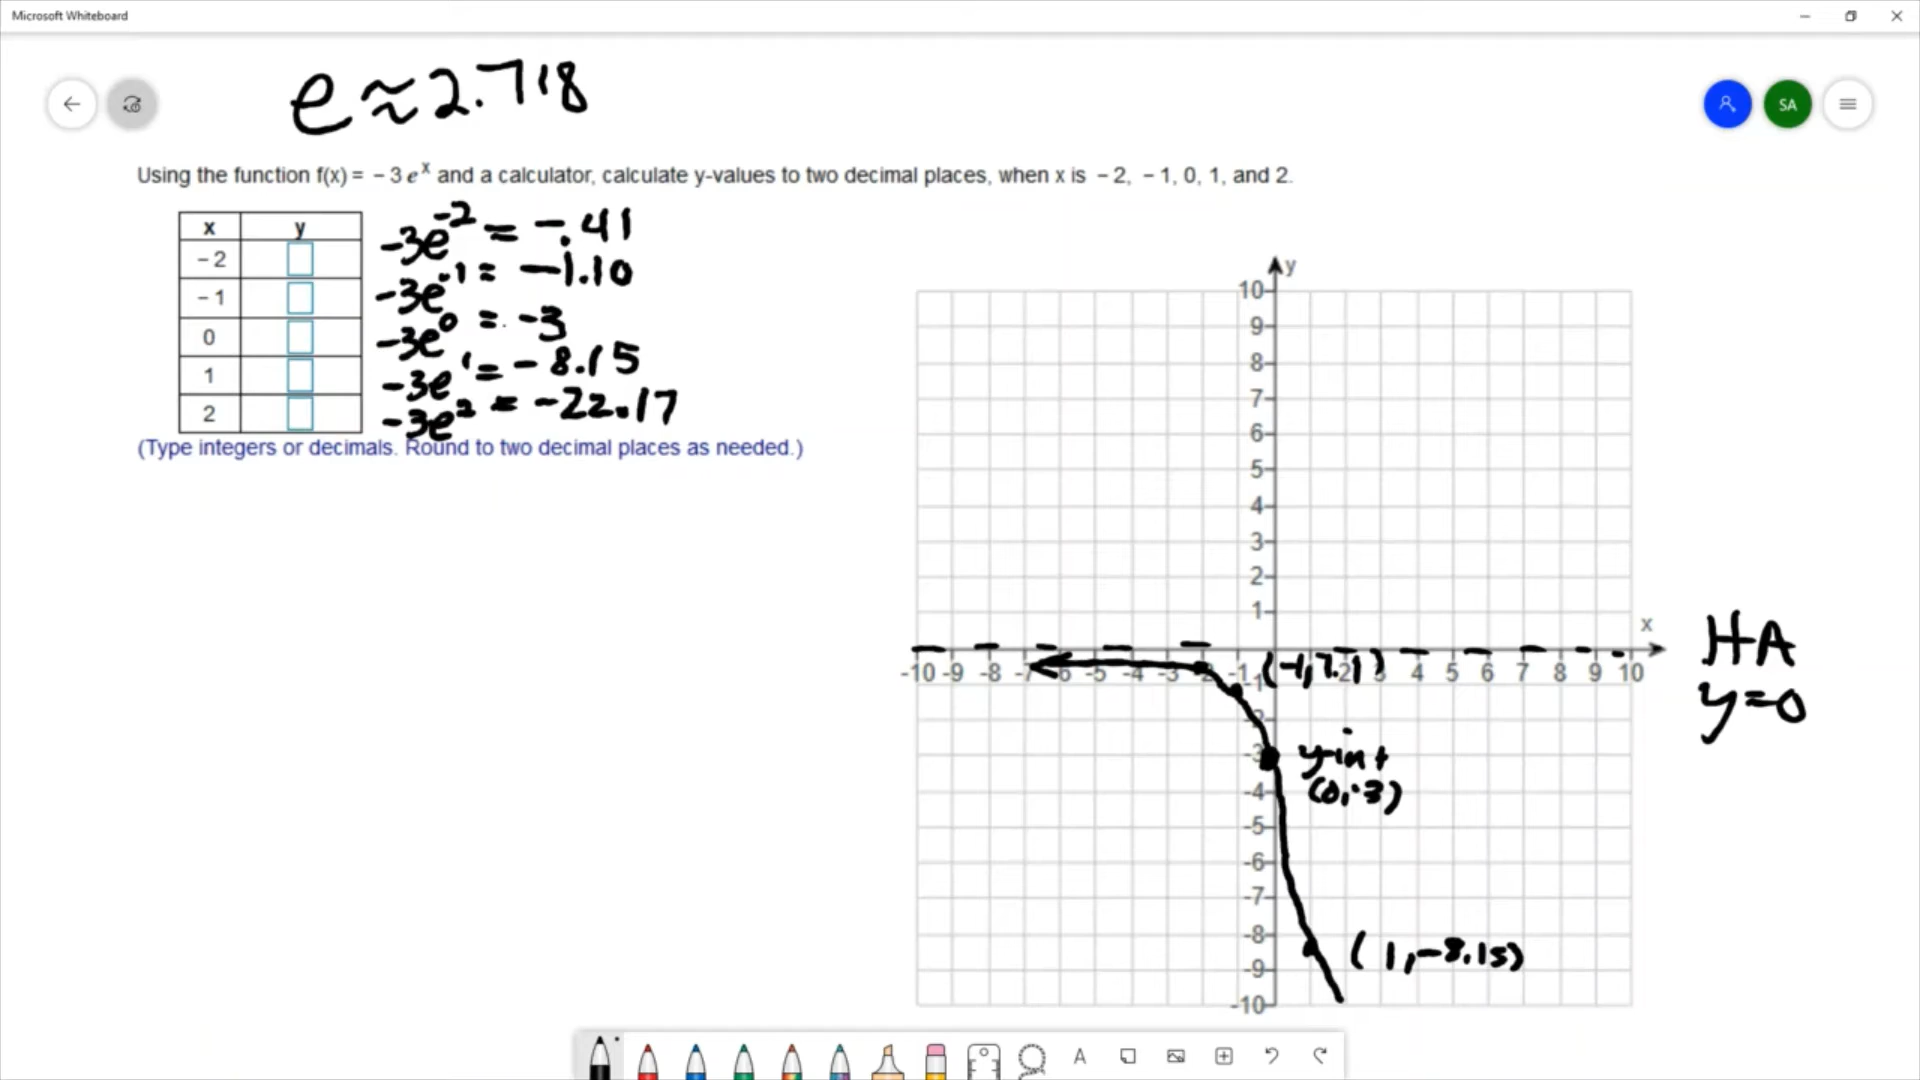 Microsoft Whiteboard
e ≈ 2.718
SA
Using the function f(x) = − 3 e^x and a calculator, calculate y-values to two decimal places, when x is − 2, − 1, 0, 1, and 2.
x y
− 2
− 1
0
1
2
-3e^-2 = -.41
-3e^-1 = -1.10
-3e^0 = -3
-3e^1 = -8.15
-3e^2 = -22.17
(Type integers or decimals. Round to two decimal places as needed.)
y
10
9
8
7
6
5
4
3
2
1
x
-10 -9 -8 -7 -6 -5 -4 -3 -2 -1 2 3 4 5 6 7 8 9 10
-1
-2
-3
-4
-5
-6
-7
-8
-9
-10
HA
y=0
y-int
(0,-3)
(1,-8.15)
A